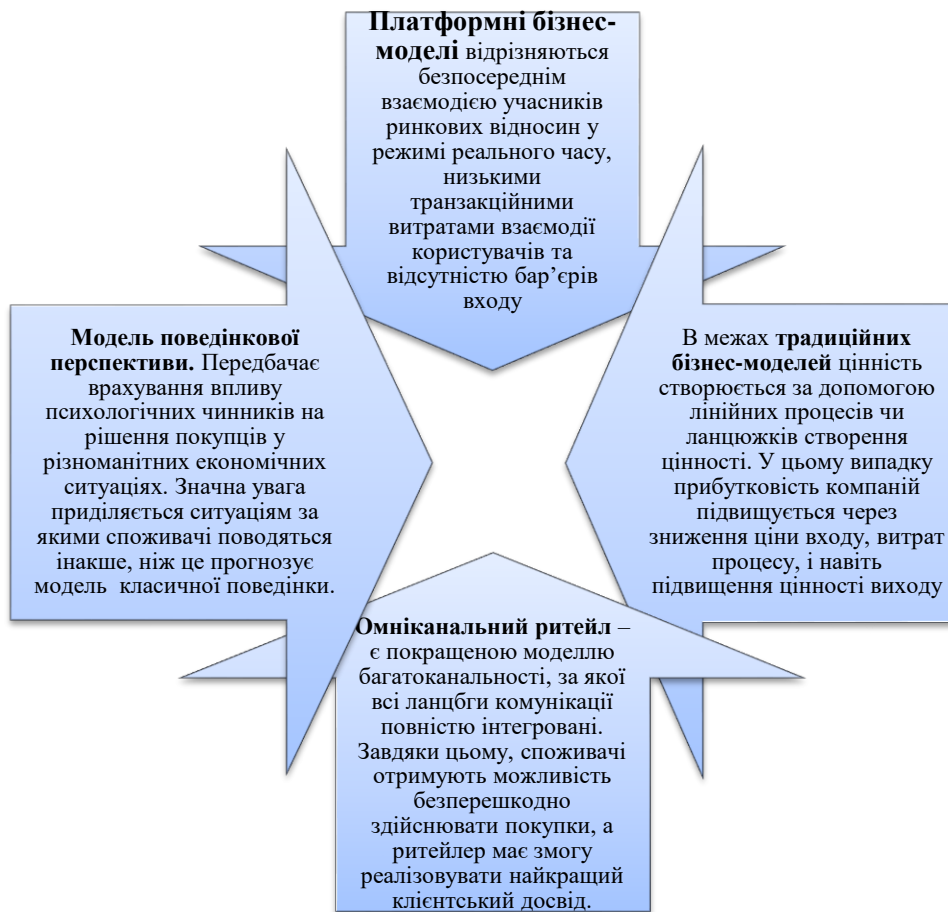 Платформні бізнес-
моделі відрізняються
безпосереднім
взаємодією учасників
ринкових відносин у
режимі реального часу,
низькими
транзакційними
витратами взаємодії
користувачів та
відсутністю бар’єрів
входу
Модель поведінкової
перспективи. Передбачає
врахування впливу
психологічних чинників на
рішення покупців у
різноманітних економічних
ситуаціях. Значна увага
приділяється ситуаціям за
якими споживачі поводяться
інакше, ніж це прогнозує
модель класичної поведінки.
В межах традиційних
бізнес-моделей цінність
створюється за допомогою
лінійних процесів чи
ланцюжків створення
цінності. У цьому випадку
прибутковість компаній
підвищується через
зниження ціни входу, витрат
процесу, і навіть
підвищення цінності виходу
Омніканальний ритейл –
є покращеною моделлю
багатоканальності, за якої
всі ланцбги комунікації
повністю інтегровані.
Завдяки цьому, споживачі
отримують можливість
безперешкодно
здійснювати покупки, а
ритейлер має змогу
реалізовувати найкращий
клієнтський досвід.